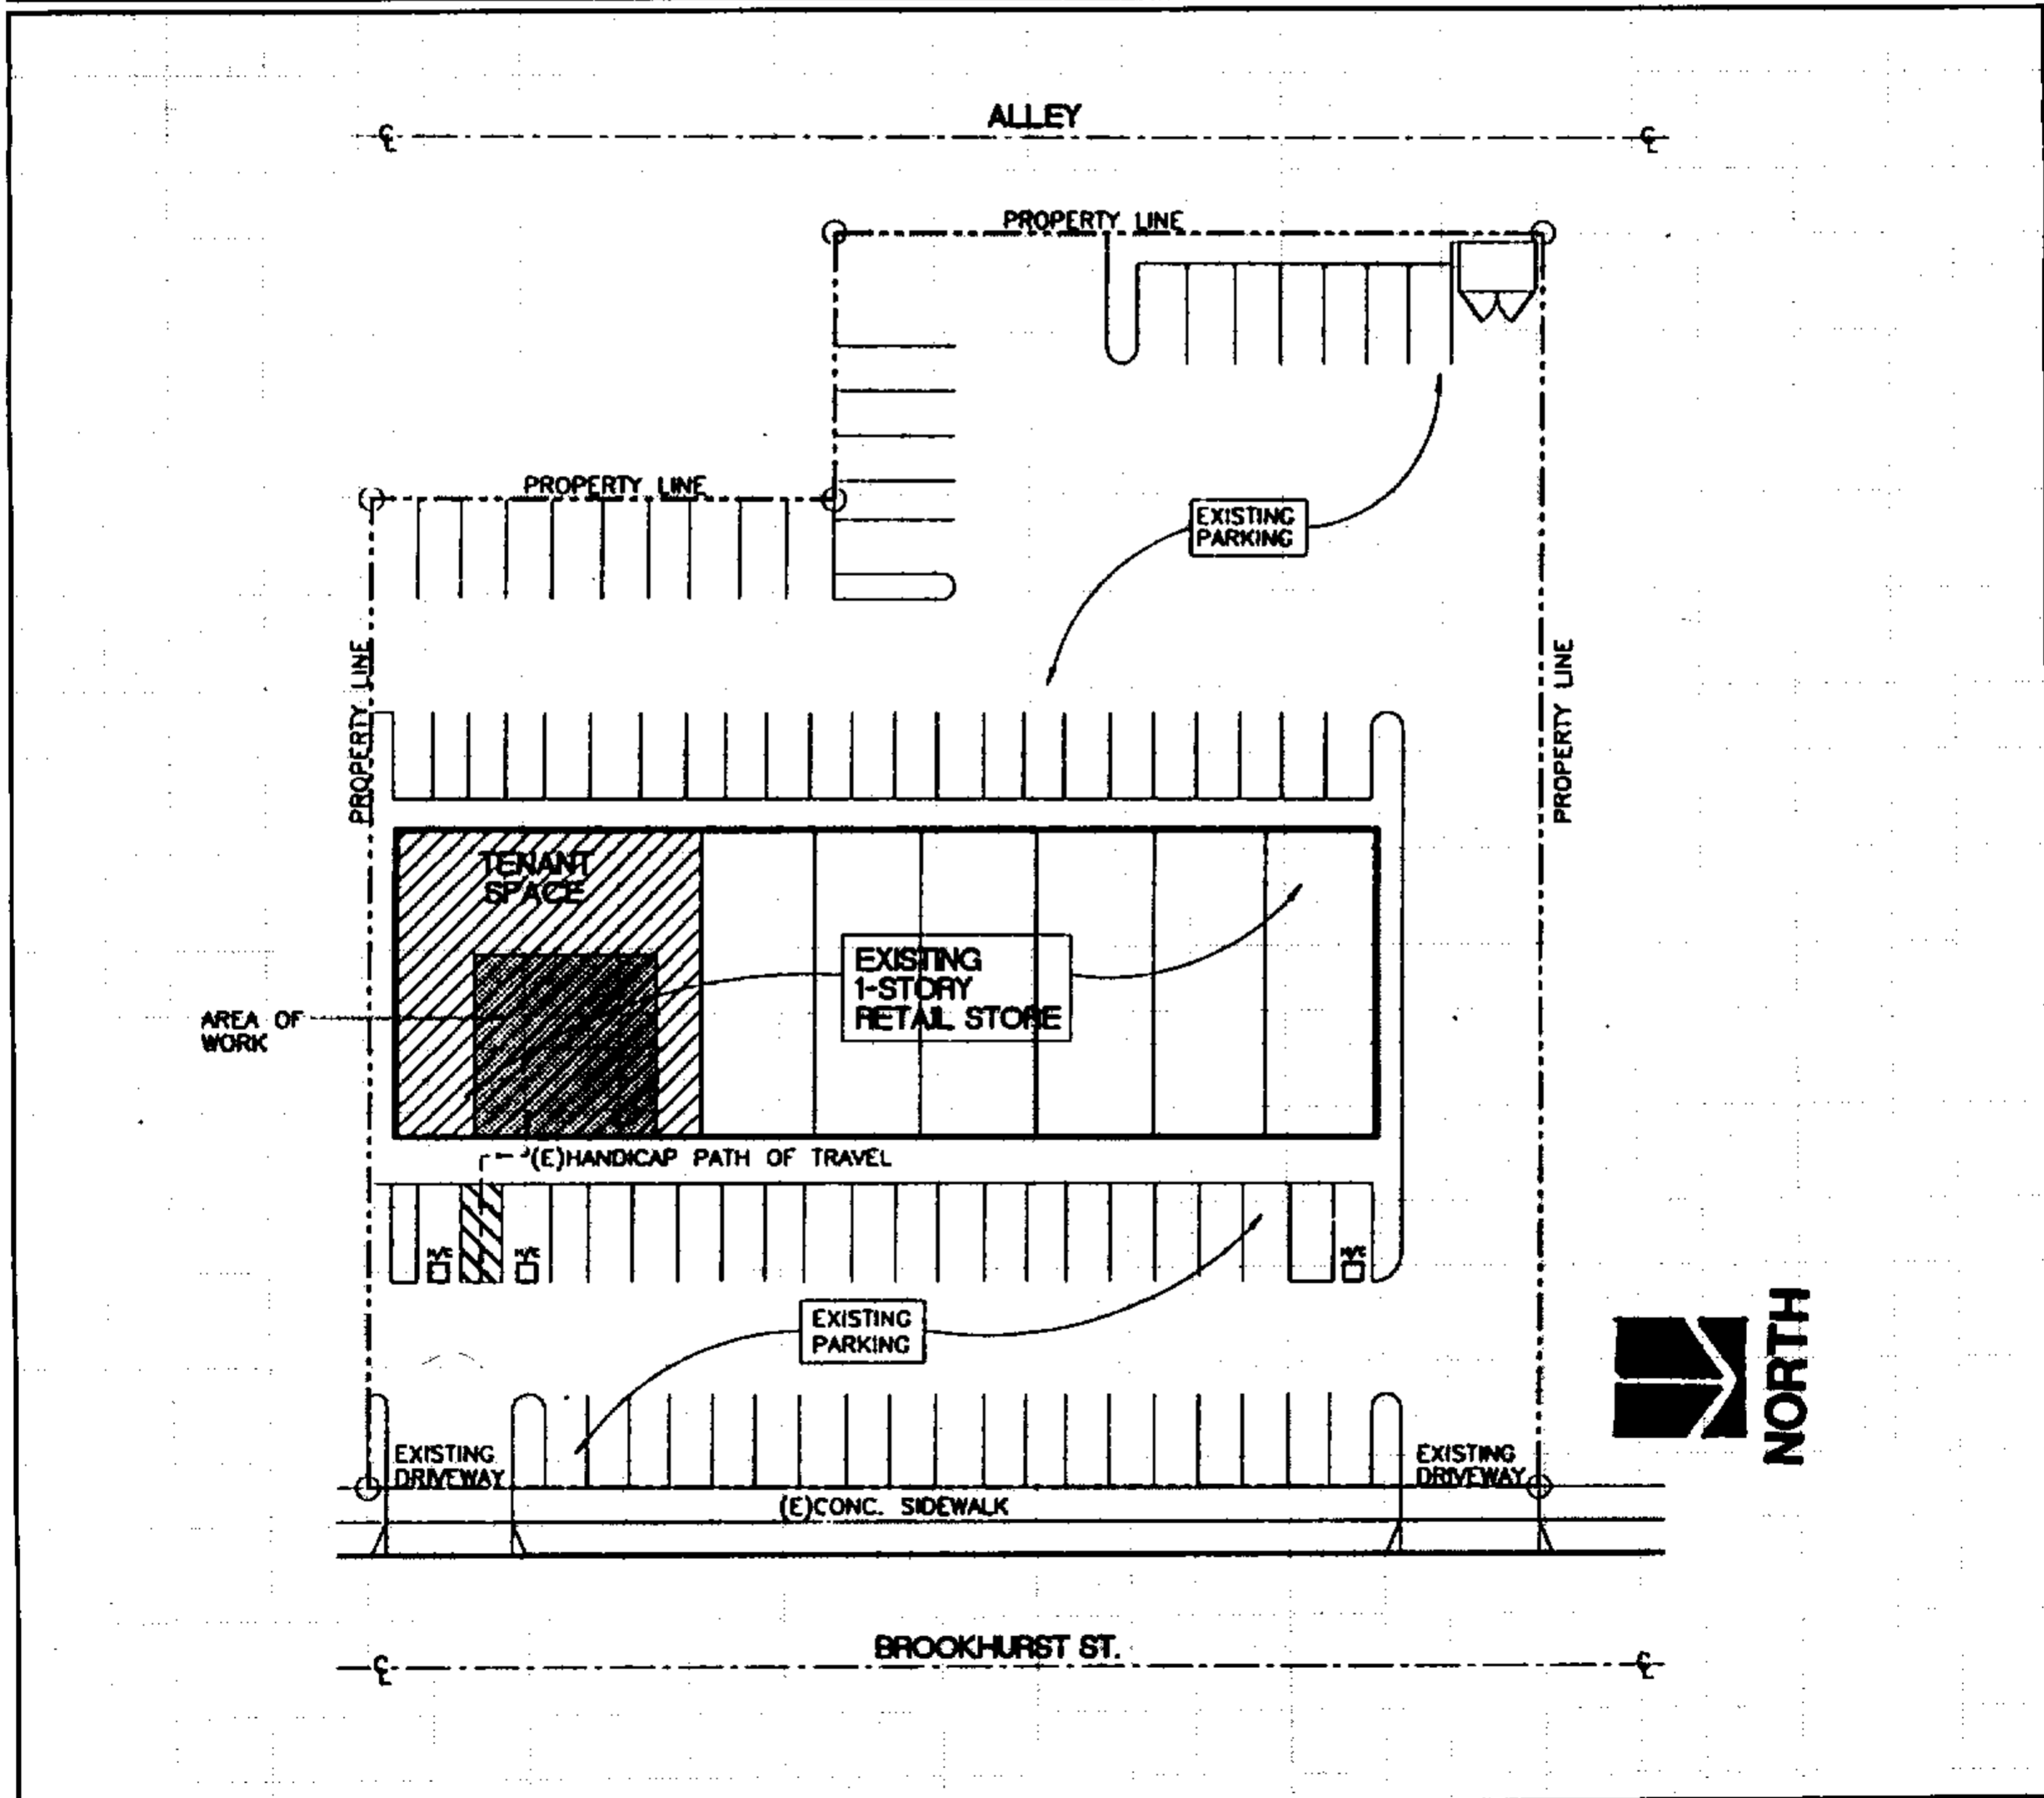 ALLEY
℄
℄
PROPERTY LINE
PROPERTY LINE
EXISTING
PARKING
PROPERTY LINE
PROPERTY LINE
TENANT
SPACE
EXISTING
1-STORY
RETAIL STORE
AREA OF
WORK
(E)HANDICAP PATH OF TRAVEL
H/C
H/C
H/C
EXISTING
PARKING
NORTH
EXISTING
DRIVEWAY
EXISTING
DRIVEWAY
(E)CONC. SIDEWALK
BROOKHURST ST.
℄
℄